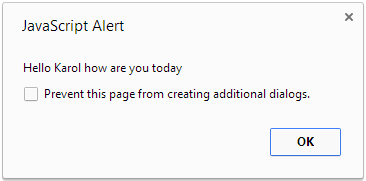 JavaScript Alert
Hello Karol how are you today
Prevent this page from creating additional dialogs.
OK